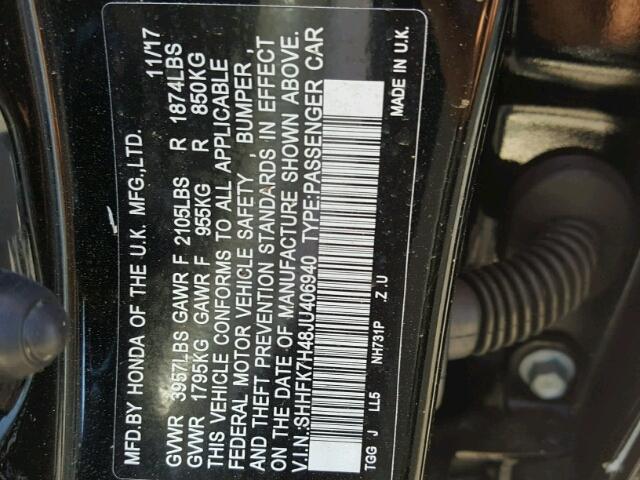 MFD.BY HONDA OF THE U.K. MFG.,LTD. 11/17
GVWR 3957LBS GAWR F 2105LBS R 1874LBS
GVWR 1795KG GAWR F 955KG R 850KG
THIS VEHICLE CONFORMS TO ALL APPLICABLE
FEDERAL MOTOR VEHICLE SAFETY BUMPER,
AND THEFT PREVENTION STANDARDS IN EFFECT
ON THE DATE OF MANUFACTURE SHOWN ABOVE.
V.I.N.:SHHFK7H48JU406940 TYPE:PASSENGER CAR
TGG J LL5 NH731P .Z.U MADE IN U.K.